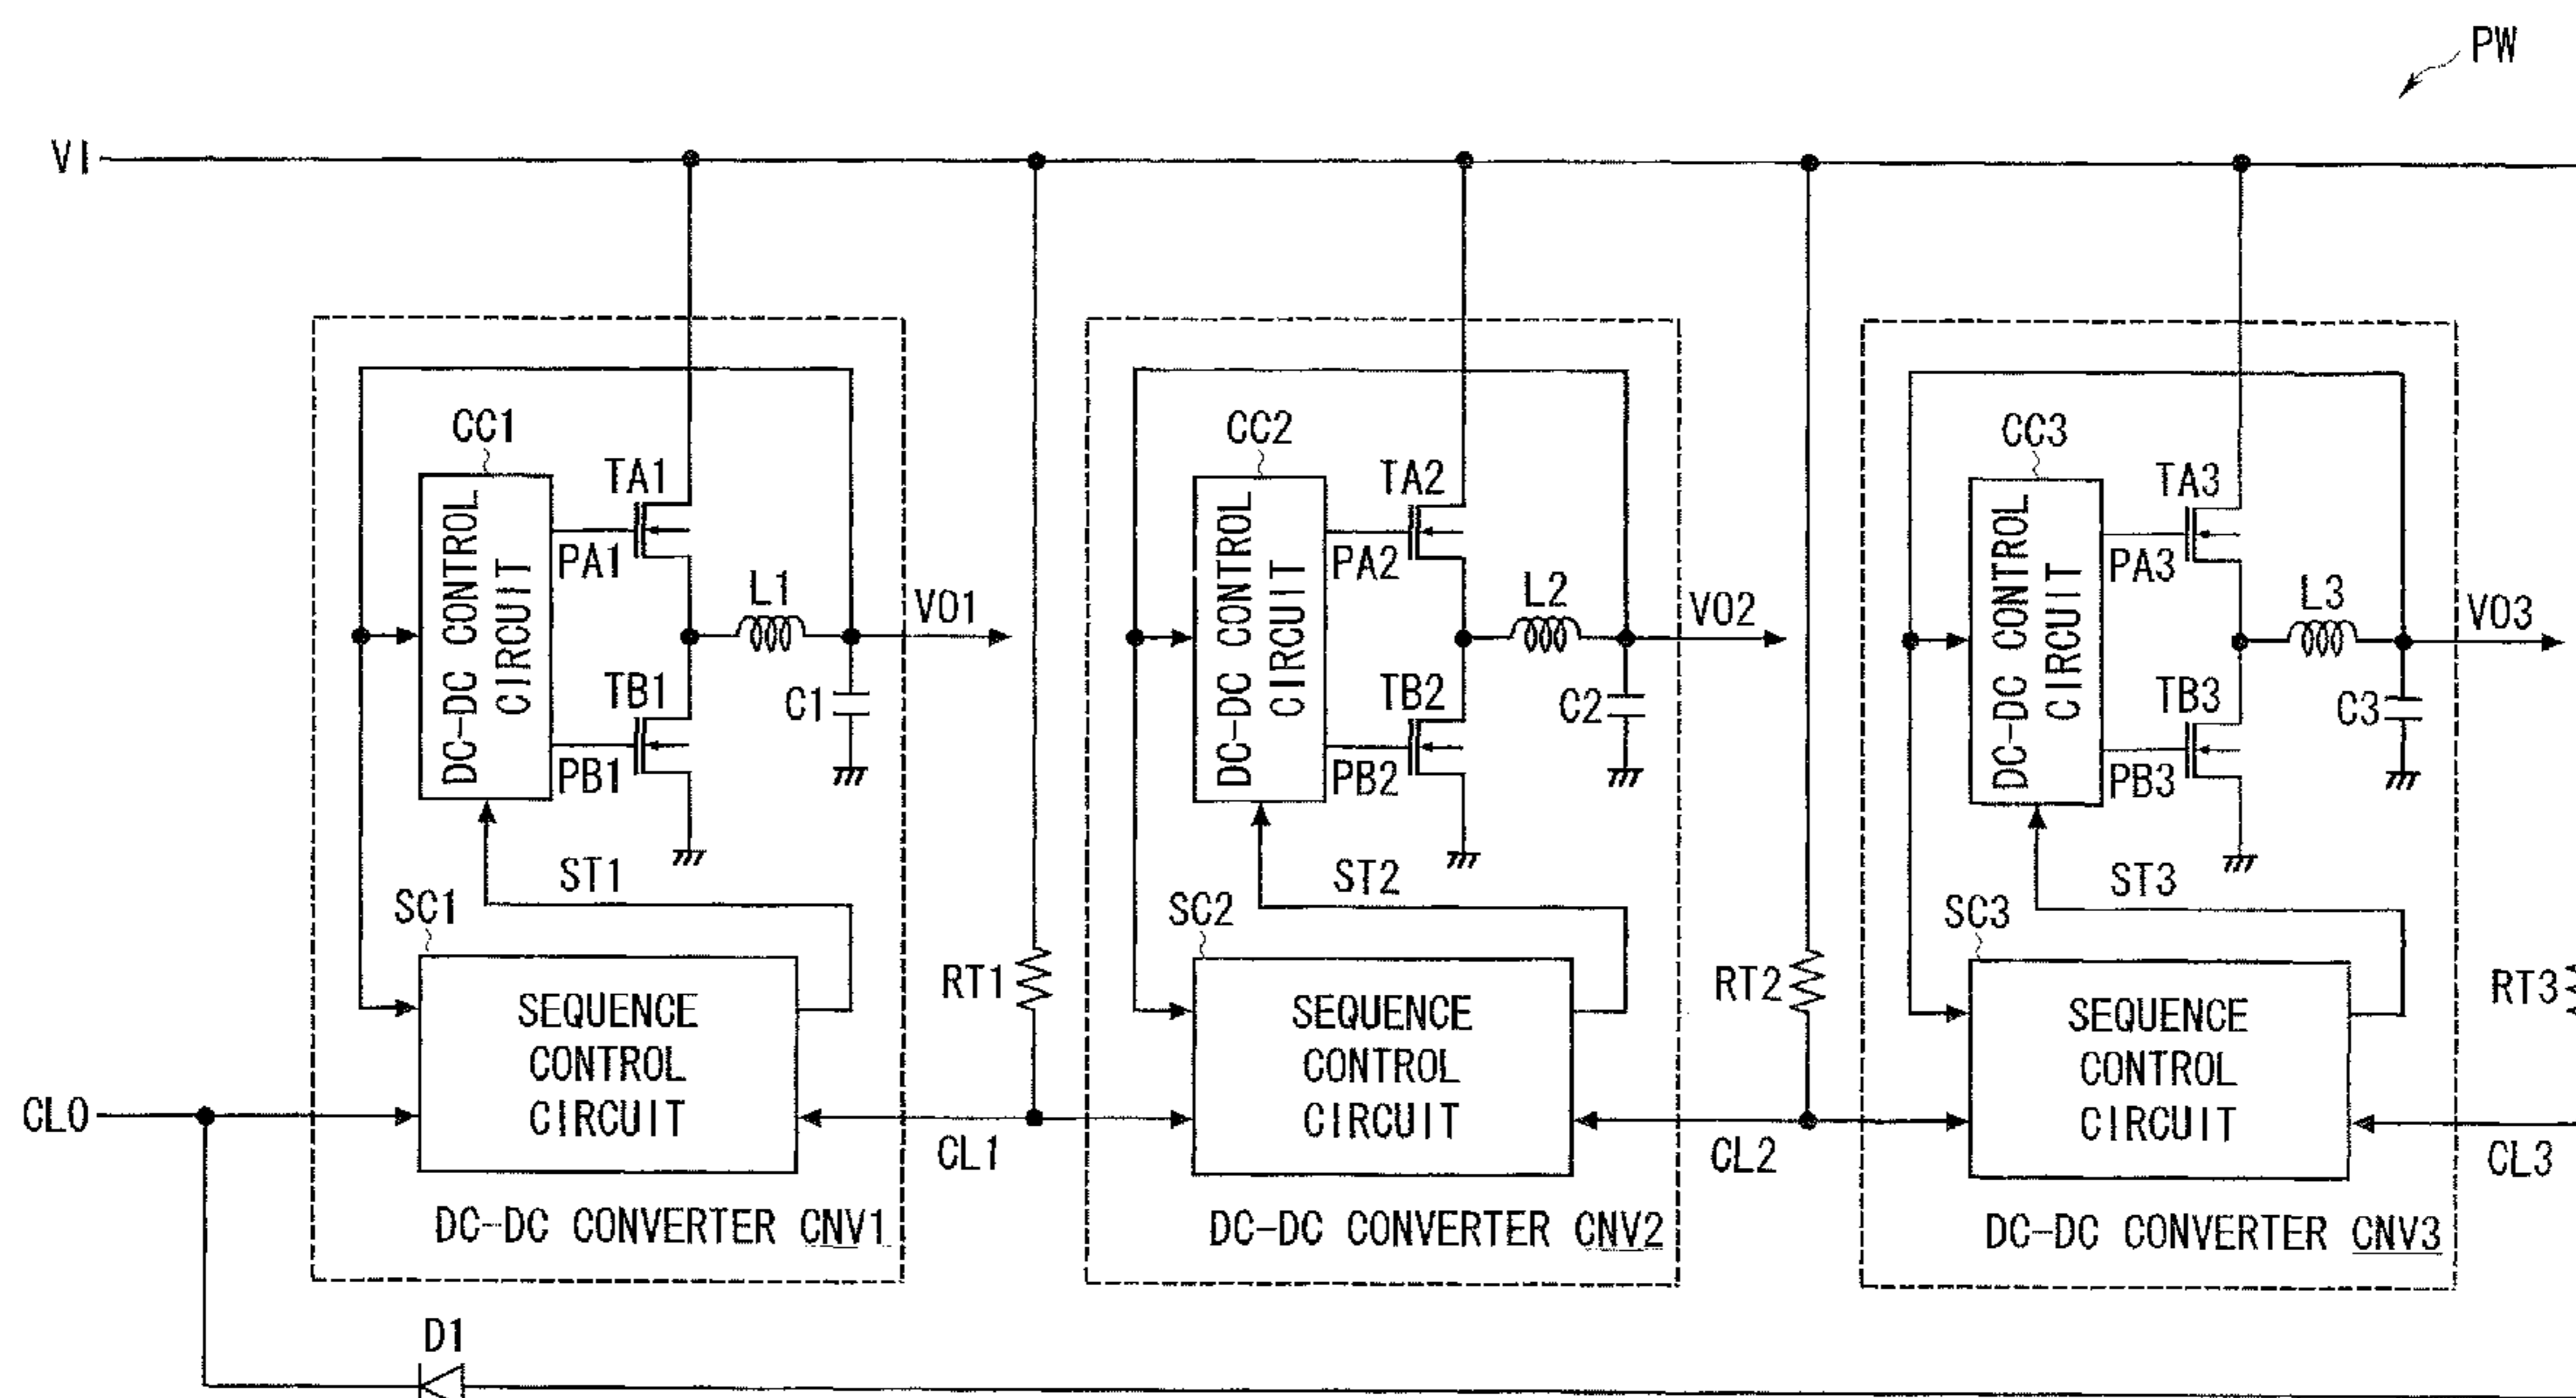 PW
VI
CC1
TA1
PA1
DC-DC CONTROL
CIRCUIT
L1
VO1
TB1
PB1
C1
ST1
SC1
SEQUENCE
CONTROL
CIRCUIT
RT1
CL0
CL1
DC-DC CONVERTER CNV1
CC2
TA2
PA2
DC-DC CONTROL
CIRCUIT
L2
VO2
TB2
PB2
C2
ST2
SC2
SEQUENCE
CONTROL
CIRCUIT
RT2
CL2
DC-DC CONVERTER CNV2
CC3
TA3
PA3
DC-DC CONTROL
CIRCUIT
L3
VO3
TB3
PB3
C3
ST3
SC3
SEQUENCE
CONTROL
CIRCUIT
RT3
CL3
DC-DC CONVERTER CNV3
D1